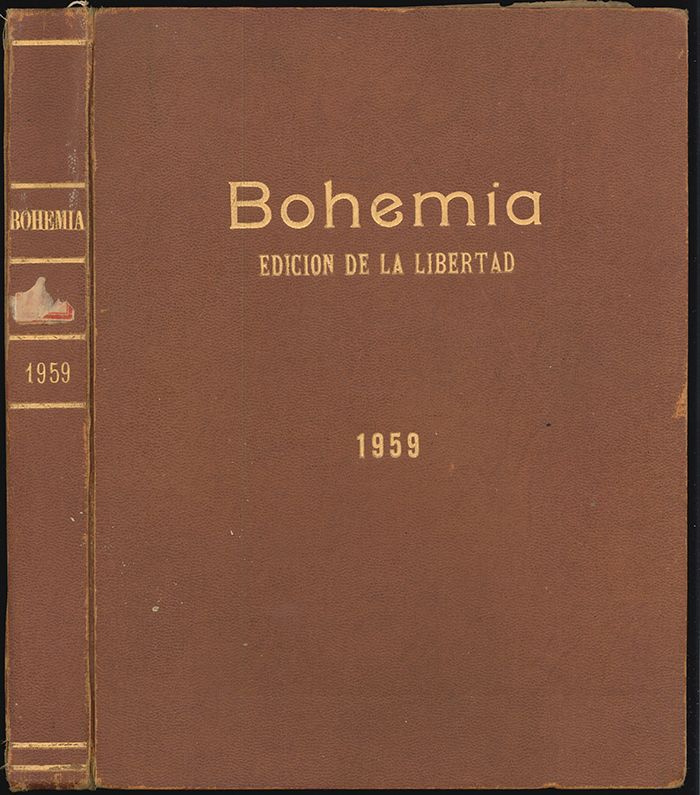 BOHEMIA
1959
Bohemia
EDICION DE LA LIBERTAD
1959